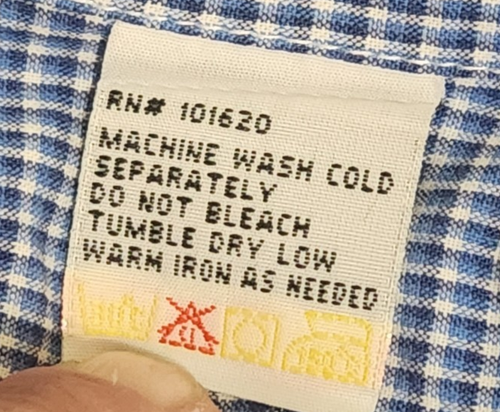 RN# 101620
MACHINE WASH COLD
SEPARATELY
DO NOT BLEACH
TUMBLE DRY LOW
WARM IRON AS NEEDED